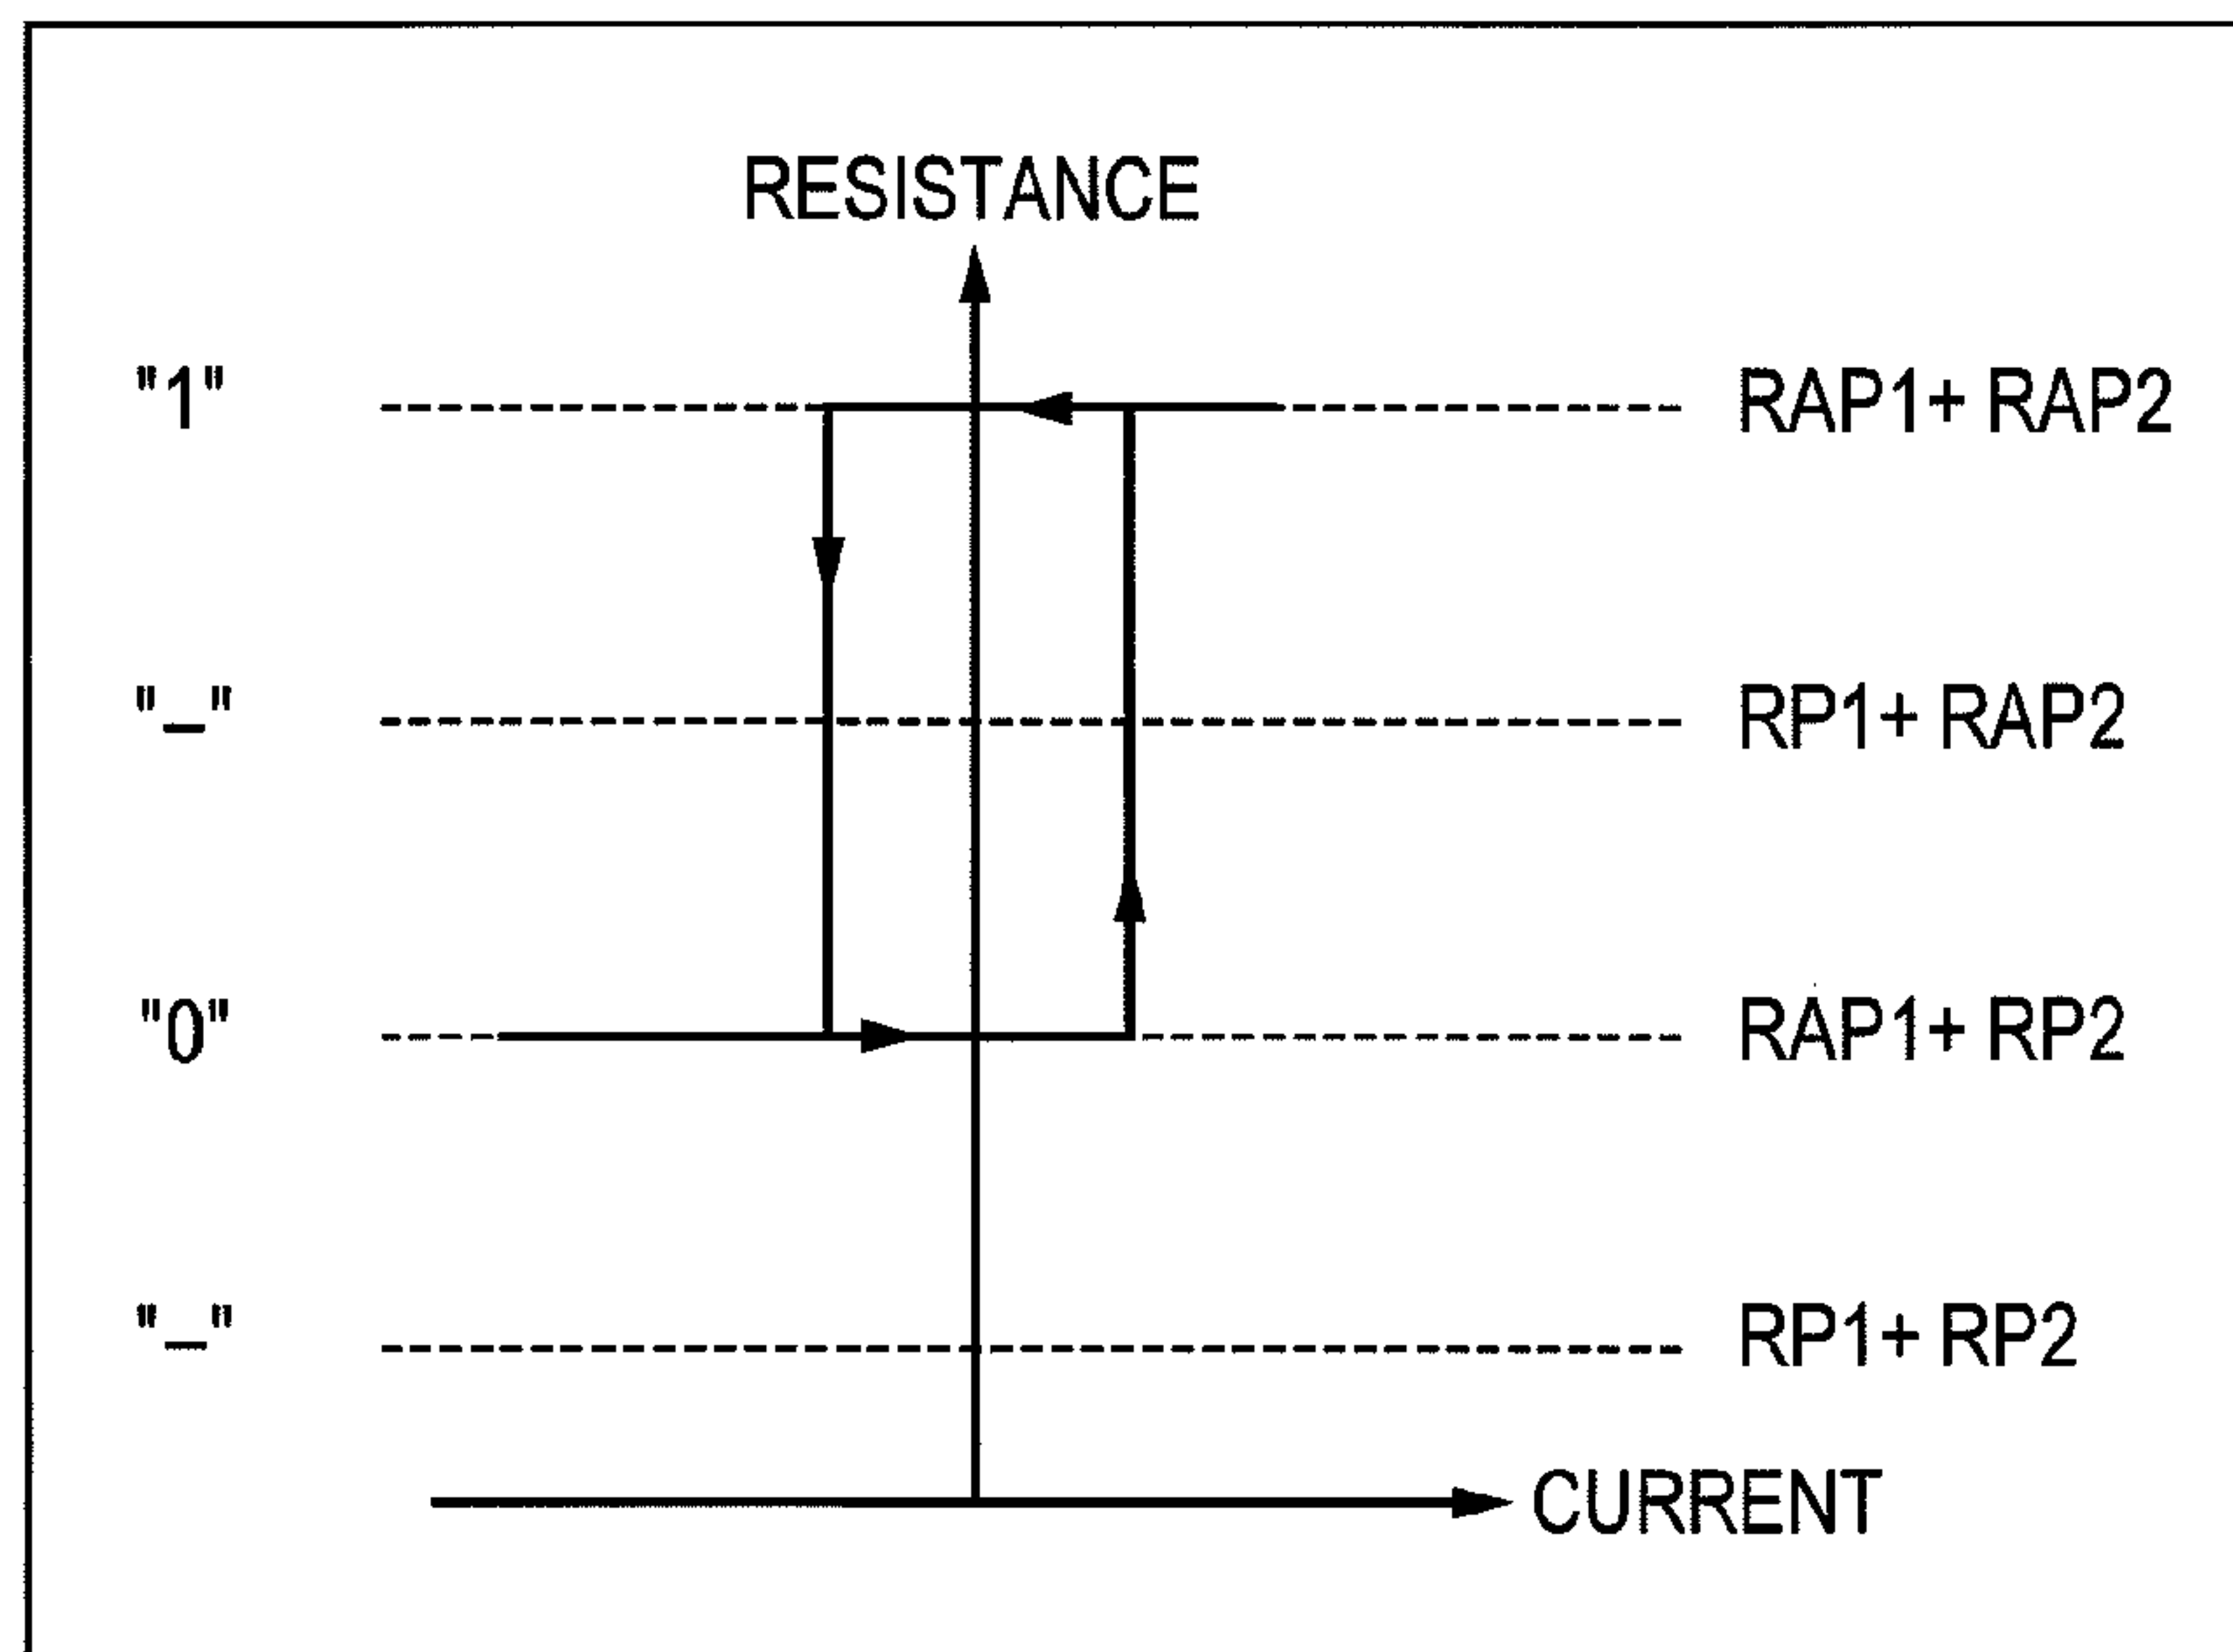 RESISTANCE
"1" RAP1+ RAP2
"–" RP1+ RAP2
"0" RAP1+ RP2
"–" RP1+ RP2
CURRENT